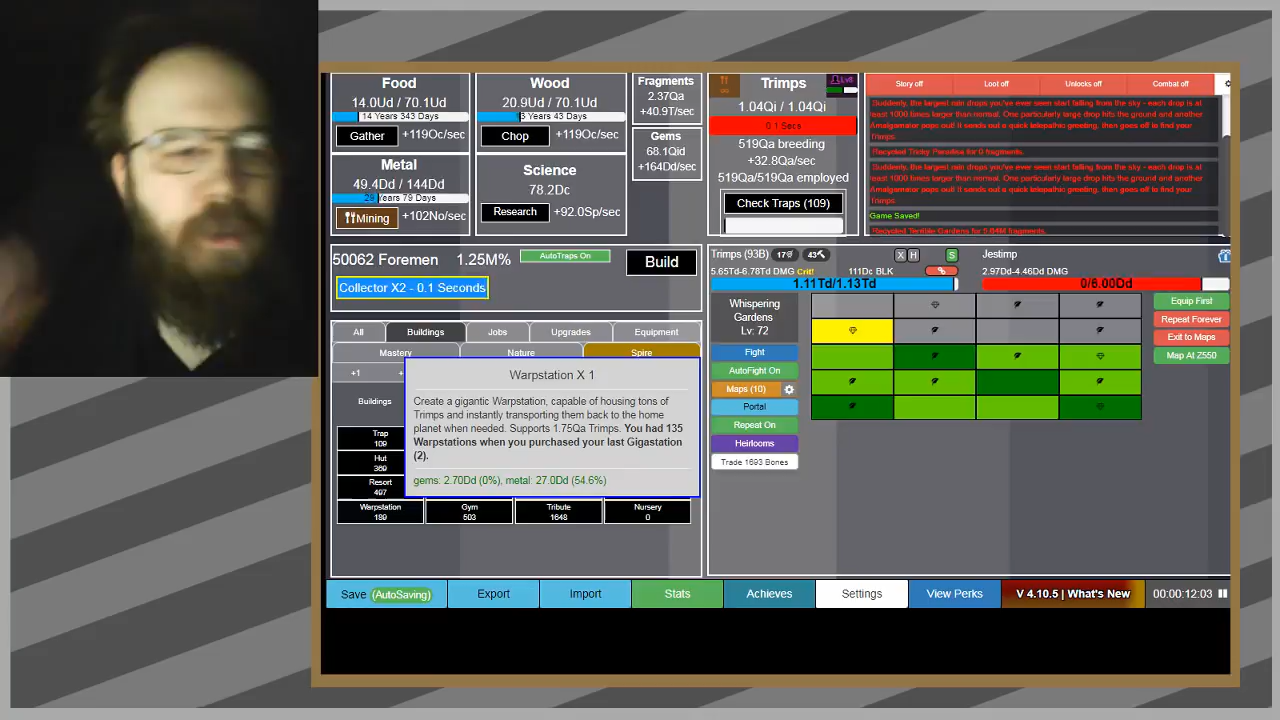 Food
14.0Ud / 70.1Ud
14 Years 343 Days
Gather
+119Oc/sec
Wood
20.9Ud / 70.1Ud
3 Years 43 Days
Chop
+119Oc/sec
Fragments
2.37Qa
+40.9T/sec
Gems
68.1Qid
+164Dd/sec
Metal
49.4Dd / 144Dd
Years 79 Days
Mining
+102No/sec
Science
78.2Dc
Research
+92.0Sp/sec
Trimps
1.04Qi / 1.04Qi
0.1 Secs
519Qa breeding
+32.8Qa/sec
519Qa/519Qa employed
Check Traps (109)
Story off
Loot off
Unlocks off
Combat off
Suddenly, the largest rain drops you've ever seen start falling from the sky - each drop is at
least 1000 times larger than normal. One particularly large drop hits the ground and another
Amalgamator pops out! It sends out a quick telepathic greeting, then goes off to find your
Trimps.
Recycled Tricky Paradise for 0 fragments.
Suddenly, the largest rain drops you've ever seen start falling from the sky - each drop is at
least 1000 times larger than normal. One particularly large drop hits the ground and another
Amalgamator pops out! It sends out a quick telepathic greeting, then goes off to find your
Trimps.
Game Saved!
Recycled Terrible Gardens for 5.64M fragments.
50062 Foremen
1.25M%
AutoTraps On
Build
Collector X2 - 0.1 Seconds
All
Buildings
Jobs
Upgrades
Equipment
Mastery
Nature
Spire
+1
Buildings
Warpstation X 1
Create a gigantic Warpstation, capable of housing tons of
Trimps and instantly transporting them back to the home
planet when needed. Supports 1.75Qa Trimps. You had 135
Warpstations when you purchased your last Gigastation
(2).
gems: 2.70Dd (0%), metal: 27.0Dd (54.6%)
Trap
109
Hut
369
Resort
497
Warpstation
189
Gym
503
Tribute
1648
Nursery
0
Trimps (93B)
17
43
X
H
S
5.65Td-6.78Td DMG Crit!
111Dc BLK
1.11Td/1.13Td
Jestimp
2.97Dd-4.46Dd DMG
0/6.00Dd
Whispering
Gardens
Lv: 72
Fight
AutoFight On
Maps (10)
Portal
Repeat On
Heirlooms
Trade 1693 Bones
Equip First
Repeat Forever
Exit to Maps
Map At Z550
Save (AutoSaving)
Export
Import
Stats
Achieves
Settings
View Perks
V 4.10.5 | What's New
00:00:12:03